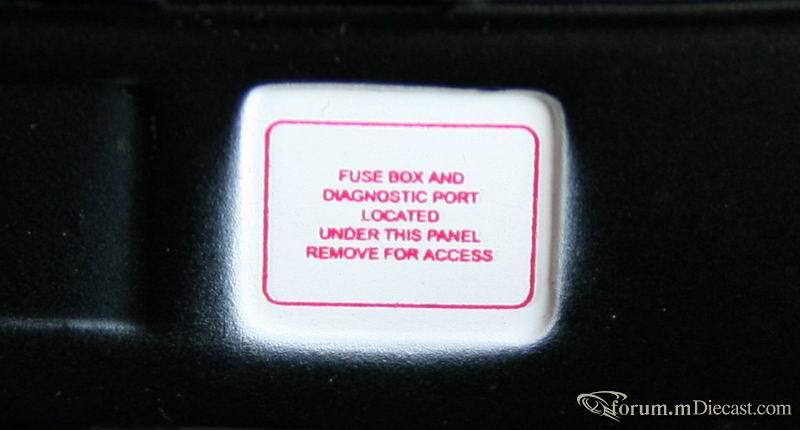 FUSE BOX AND
DIAGNOSTIC PORT
LOCATED
UNDER THIS PANEL
REMOVE FOR ACCESS
forum.mDiecast.com